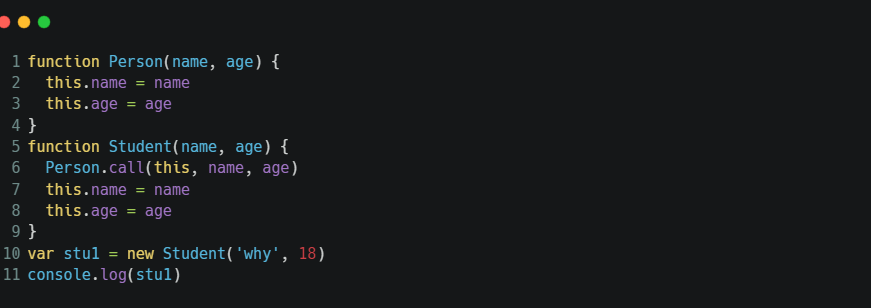 1 function Person(name, age) {
2   this.name = name
3   this.age = age
4 }
5 function Student(name, age) {
6   Person.call(this, name, age)
7   this.name = name
8   this.age = age
9 }
10 var stu1 = new Student('why', 18)
11 console.log(stu1)